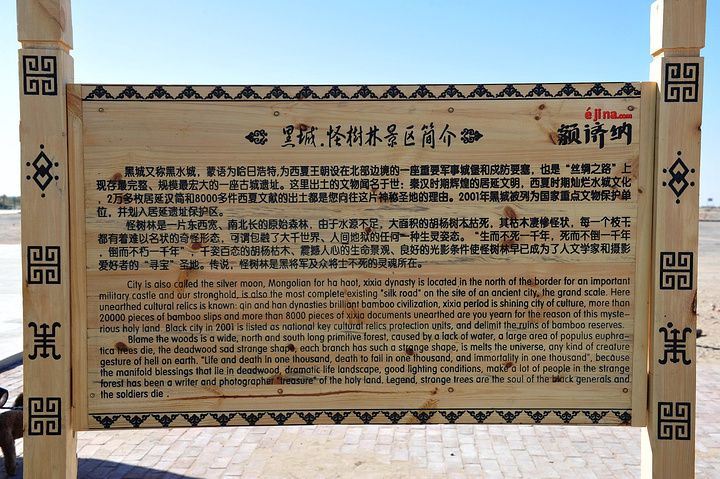 éjina.com
额济纳
黑城.怪樹林景区简介
黑城又称黑水城，蒙语为哈日浩特,为西夏王朝设在北部边境的一座重要军事城堡和戍防要塞，也是“丝绸之路”上
现存最完整、规模最宏大的一座古城遗址。这里出土的文物闻名于世：秦汉时期辉煌的居延文明，西夏时期灿烂水城文化
，2万多枚居延汉简和8000多件西夏文献的出土都是您向往这片神秘圣地的理由。2001年黑城被列为国家重点文物保护单
位，并划入居延遗址保护区。
怪树林是一片东西宽、南北长的原始森林，由于水源不足，大面积的胡杨树枯死，其枯木凄惨怪状，每一个枝干
都有着难以名状的奇怪形态，可谓包融了大千世界、人间地狱的任何一种生灵姿态。“生而不死一千年，死而不倒一千年
，倒而不朽一千年”，千姿百态的胡杨枯木、震撼人心的生命景观、良好的光影条件使怪树林早已成为了人文学家和摄影
爱好者的“寻宝”圣地。传说，怪树林是黑将军及众将士不死的灵魂所在。
City is also called the silver moon, Mongolian for ha haot, xixia dynasty is located in the north of the border for an important
military castle and our stronghold, is also the most complete existing "silk road" on the site of an ancient city, the grand scale. Here
unearthed cultural relics is known: qin and han dynasties brilliant bamboo civilization, xixia period is shining city of culture, more than
20000 pieces of bamboo slips and more than 8000 pieces of xixia documents unearthed are you yearn for the reason of this myste-
rious holy land. Black city in 2001 is listed as national key cultural relics protection units, and delimit the ruins of bamboo reserves.
Blame the woods is a wide, north and south long primitive forest, caused by a lack of water, a large area of populus euphra-
tica trees die, the deadwood sad strange shape, each branch has such a strange shape, is melts the universe, any kind of creature
gesture of hell on earth. "Life and death in one thousand, death to fall in one thousand, and immortality in one thousand", because
the manifold blessings that lie in deadwood, dramatic life landscape, good lighting conditions, make a lot of people in the strange
forest has been a writer and photographer "treasure" of the holy land. Legend, strange trees are the soul of the black generals and
the soldiers die .